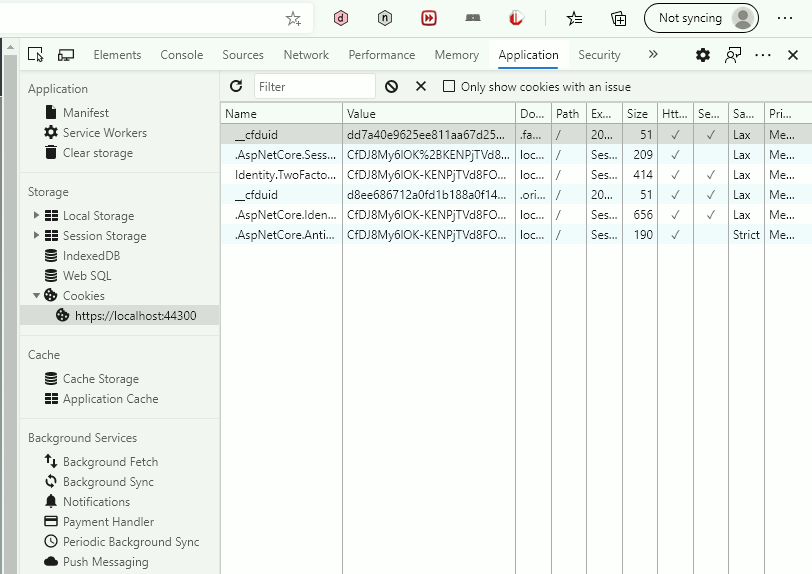 Not syncing
Elements Console Sources Network Performance Memory Application Security
Application
Manifest
Service Workers
Clear storage
Storage
Local Storage
Session Storage
IndexedDB
Web SQL
Cookies
https://localhost:44300
Cache
Cache Storage
Application Cache
Background Services
Background Fetch
Background Sync
Notifications
Payment Handler
Periodic Background Sync
Push Messaging
Filter Only show cookies with an issue
Name Value Do... Path Ex... Size Htt... Se... Sa... Pri...
__cfduid dd7a40e9625ee811aa67d25... .fa... / 20... 51 ✓ ✓ Lax Me...
.AspNetCore.Sess... CfDJ8My6IOK%2BKENPjTVd8... loc... / Ses... 209 ✓ Lax Me...
Identity.TwoFacto... CfDJ8My6IOK-KENPjTVd8FO... loc... / Ses... 414 ✓ ✓ Lax Me...
__cfduid d8ee686712a0fd1b188a0f14... .ori... / 20... 51 ✓ ✓ Lax Me...
.AspNetCore.Iden... CfDJ8My6IOK-KENPjTVd8FO... loc... / Ses... 656 ✓ ✓ Lax Me...
.AspNetCore.Anti... CfDJ8My6IOK-KENPjTVd8FO... loc... / Ses... 190 ✓ Strict Me...